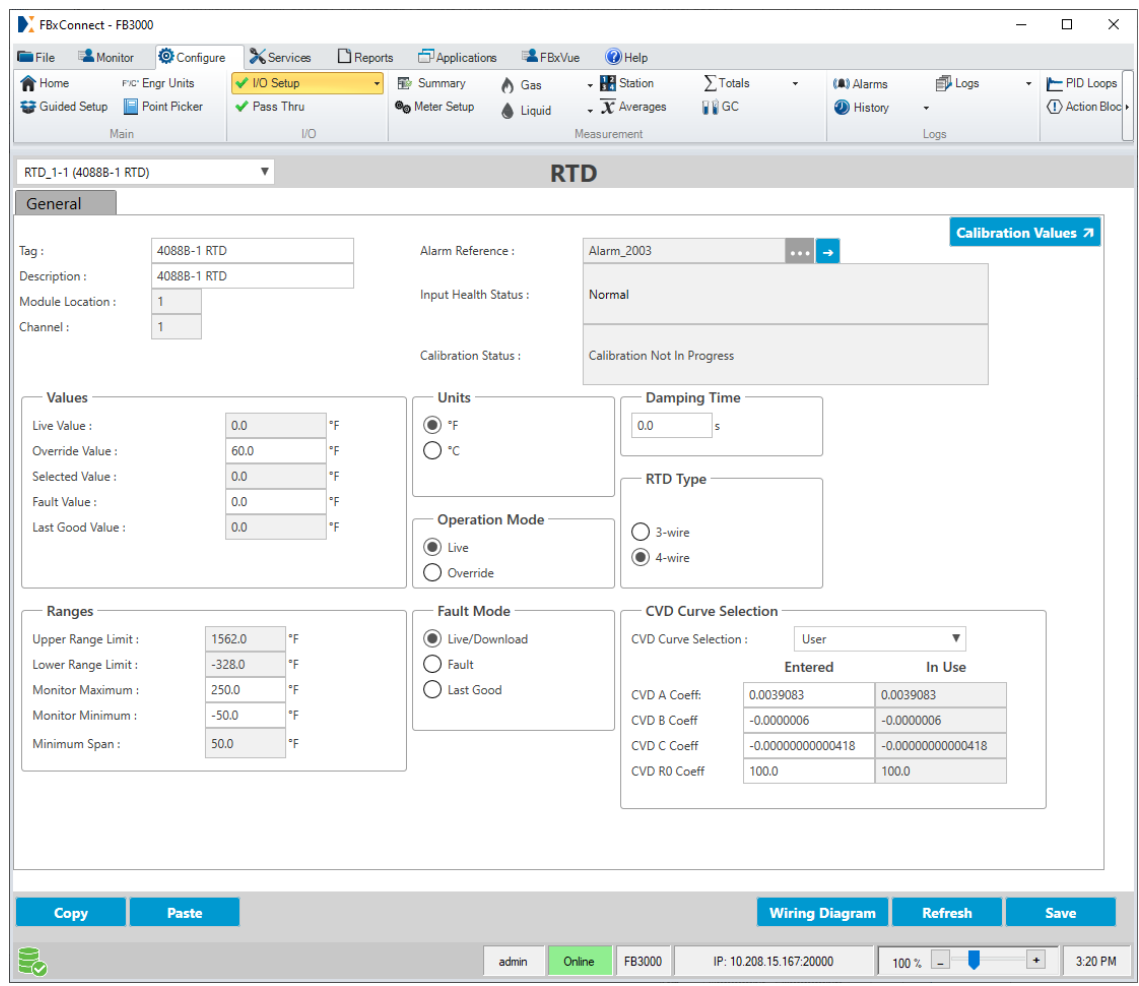 FBxConnect - FB3000
File Monitor Configure Services Reports Applications FBxVue Help
Home Engr Units I/O Setup Summary Gas Station Totals Alarms Logs PID Loops
Guided Setup Point Picker Pass Thru Meter Setup Liquid Averages GC History Action Bloc
Main I/O Measurement Logs
RTD_1-1 (4088B-1 RTD) RTD
General
Calibration Values
Tag : 4088B-1 RTD
Description : 4088B-1 RTD
Module Location : 1
Channel : 1
Alarm Reference : Alarm_2003 ...
Input Health Status : Normal
Calibration Status : Calibration Not In Progress
Values
Live Value : 0.0 °F
Override Value : 60.0 °F
Selected Value : 0.0 °F
Fault Value : 0.0 °F
Last Good Value : 0.0 °F
Units
°F
°C
Operation Mode
Live
Override
Damping Time
0.0 s
RTD Type
3-wire
4-wire
Ranges
Upper Range Limit : 1562.0 °F
Lower Range Limit : -328.0 °F
Monitor Maximum : 250.0 °F
Monitor Minimum : -50.0 °F
Minimum Span : 50.0 °F
Fault Mode
Live/Download
Fault
Last Good
CVD Curve Selection
CVD Curve Selection : User
Entered In Use
CVD A Coeff: 0.0039083 0.0039083
CVD B Coeff -0.0000006 -0.0000006
CVD C Coeff -0.00000000000418 -0.00000000000418
CVD R0 Coeff 100.0 100.0
Copy Paste Wiring Diagram Refresh Save
admin Online FB3000 IP: 10.208.15.167:20000 100 % - + 3:20 PM